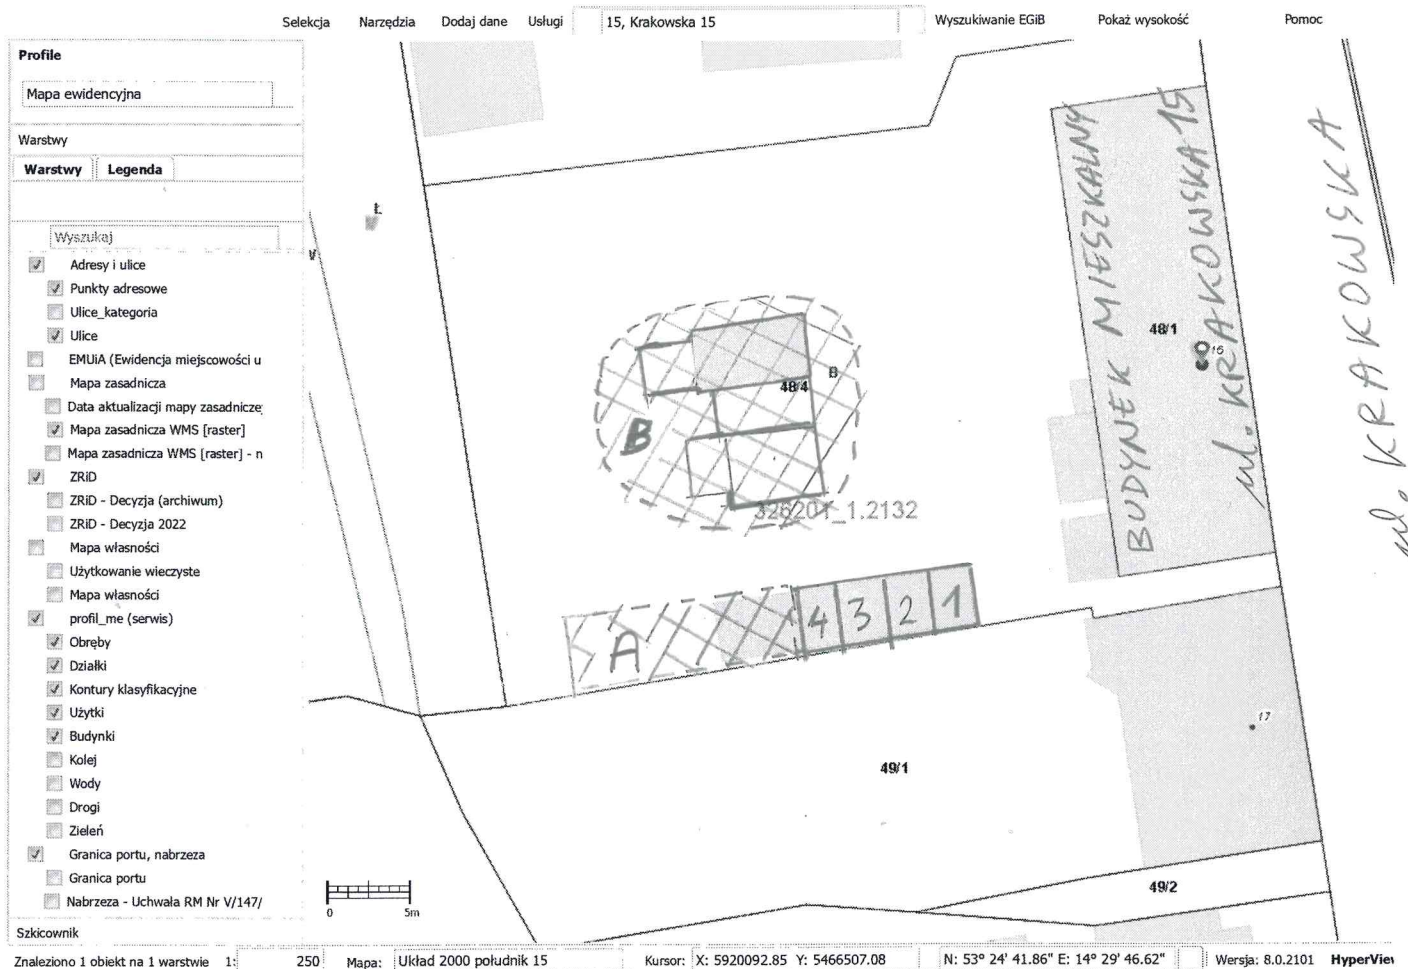 Selekcja Narzędzia Dodaj dane Usługi 15, Krakowska 15 Wyszukiwanie EGiB Pokaż wysokość Pomoc
Profile
Mapa ewidencyjna
Warstwy
Warstwy Legenda
Wyszukaj
Adresy i ulice
Punkty adresowe
Ulice_kategoria
Ulice
EMUiA (Ewidencja miejscowości u
Mapa zasadnicza
Data aktualizacji mapy zasadnicze
Mapa zasadnicza WMS [raster]
Mapa zasadnicza WMS [raster] - n
ZRiD
ZRiD - Decyzja (archiwum)
ZRiD - Decyzja 2022
Mapa własności
Użytkowanie wieczyste
Mapa własności
profil_me (serwis)
Obręby
Działki
Kontury klasyfikacyjne
Użytki
Budynki
Kolej
Wody
Drogi
Zieleń
Granica portu, nabrzeza
Granica portu
Nabrzeza - Uchwała RM Nr V/147/
Szkicownik
Ł
BUDYNEK MIESZKALNY
ul. KRAKOWSKA 15
ul. KRAKOWSKA
48/1
48/4
B
B
326201_1.2132
A 4 3 2 1
17
49/1
49/2
0 5m
Znaleziono 1 obiekt na 1 warstwie 1: 250 Mapa: Układ 2000 południk 15 Kursor: X: 5920092.85 Y: 5466507.08 N: 53° 24' 41.86" E: 14° 29' 46.62" Wersja: 8.0.2101 HyperView